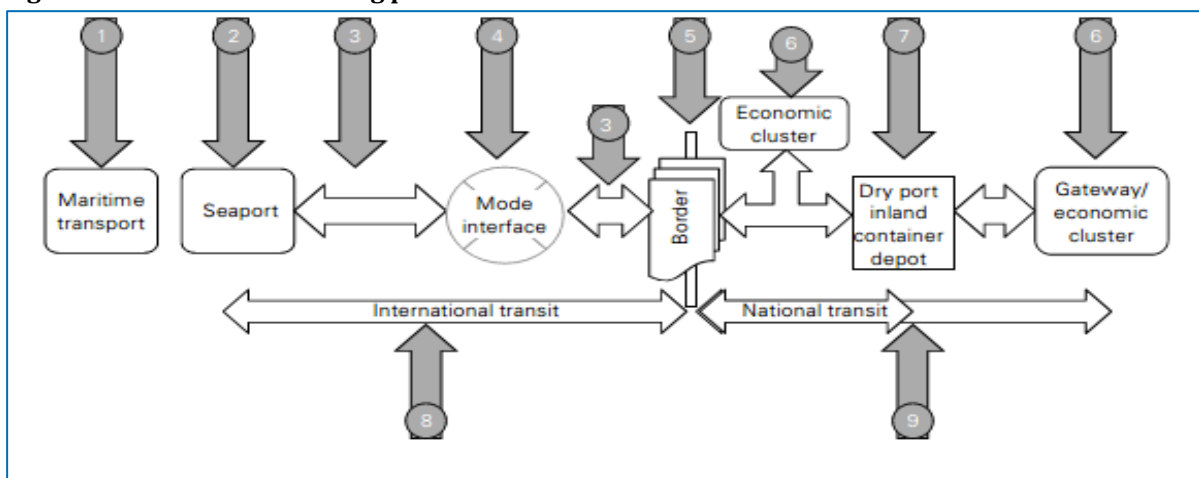 1
2
3
4
5
6
7
6
3
Economic
cluster
Maritime
transport
Seaport
Mode
interface
Border
Dry port
inland
container
depot
Gateway/
economic
cluster
International transit
National transit
8
9